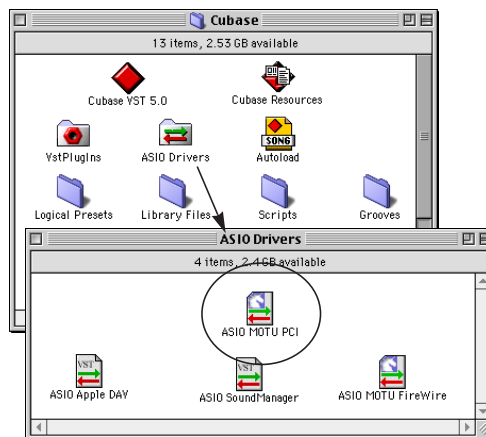 Cubase
13 items, 2.53 GB available
Cubase VST 5.0
Cubase Resources
SONG
VstPlugIns
ASIO Drivers
Autoload
Logical Presets
Library Files
Scripts
Grooves
ASIO Drivers
4 items, 2.4 GB available
ASIO MOTU PCI
VST
VST
ASIO Apple DAV
ASIO SoundManager
ASIO MOTU FireWire